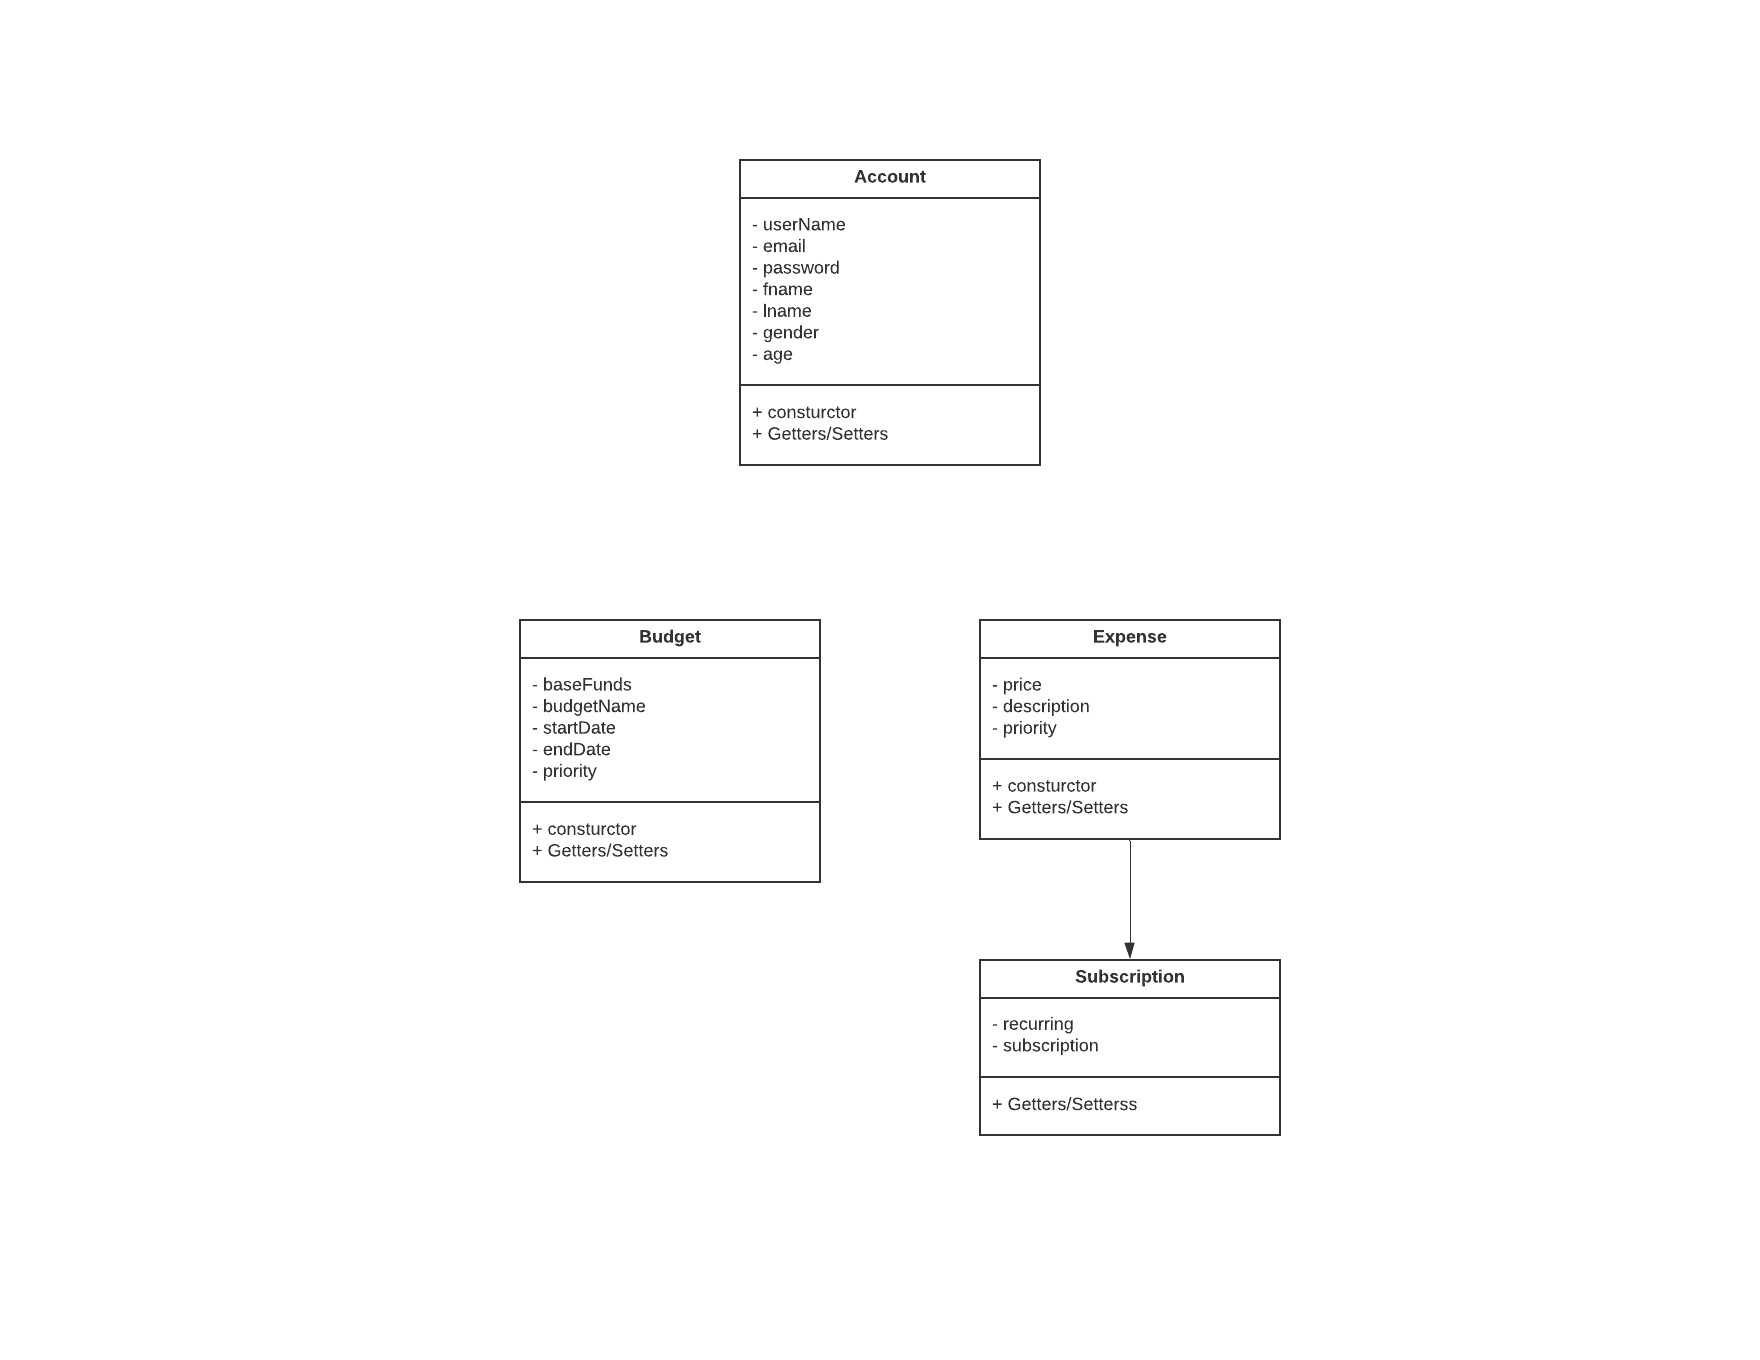 Account
- userName
- email
- password
- fname
- lname
- gender
- age
+ consturctor
+ Getters/Setters
Budget
- baseFunds
- budgetName
- startDate
- endDate
- priority
+ consturctor
+ Getters/Setters
Expense
- price
- description
- priority
+ consturctor
+ Getters/Setters
Subscription
- recurring
- subscription
+ Getters/Setterss